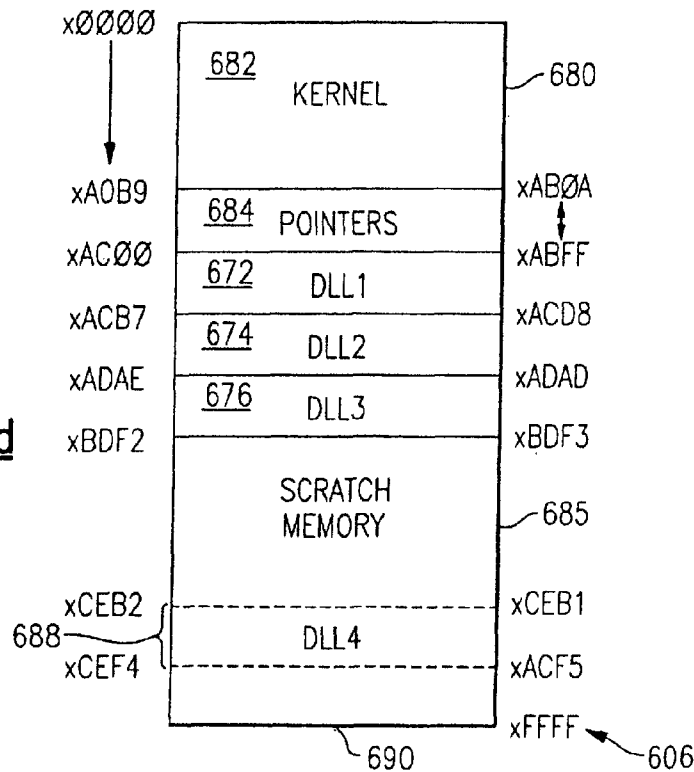 xØØØØ
682
KERNEL
680
xAOB9
xABØA
684
POINTERS
xACØØ
xABFF
672
DLL1
xACB7
xACD8
674
DLL2
xADAE
xADAD
676
DLL3
d
xBDF2
xBDF3
SCRATCH
MEMORY
685
xCEB2
xCEB1
688
DLL4
xCEF4
xACF5
xFFFF
690
606